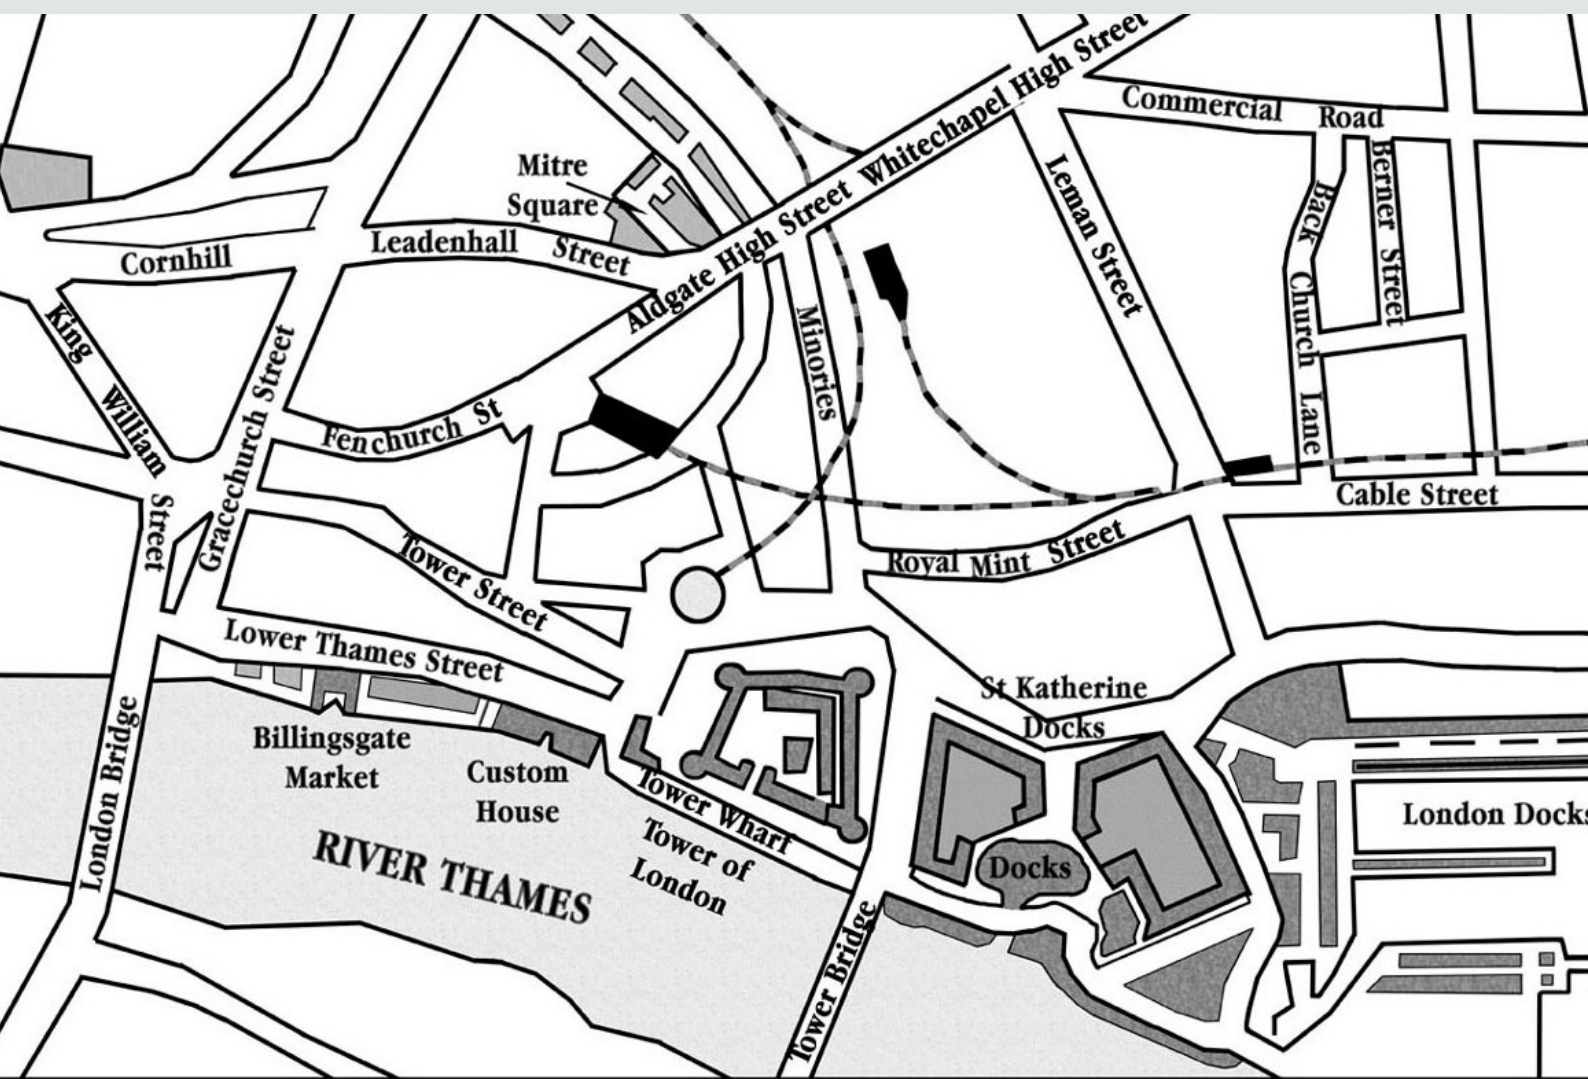 Whitechapel High Street
Commercial Road
Mitre
Square
Leman Street
Back Church Lane
Berner Street
Cornhill
Leadenhall Street
Aldgate High Street
King William Street
Gracechurch Street
Minories
Fenchurch St
Cable Street
Tower Street
Royal Mint Street
Lower Thames Street
St Katherine
Docks
London Bridge
Billingsgate
Market
Custom
House
Tower Wharf
Tower of
London
Docks
London Docks
RIVER THAMES
Tower Bridge